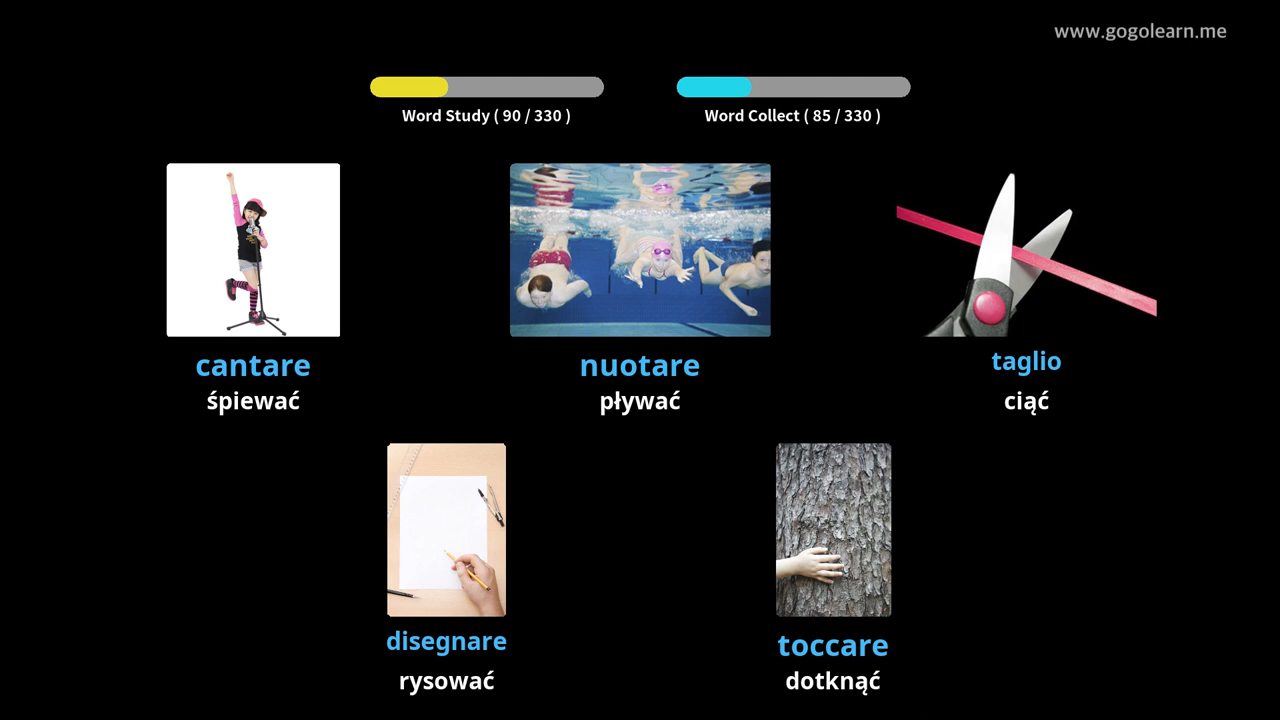 www.gogolearn.me
Word Study ( 90 / 330 )
Word Collect ( 85 / 330 )
cantare
śpiewać
nuotare
pływać
taglio
ciąć
disegnare
rysować
toccare
dotknąć